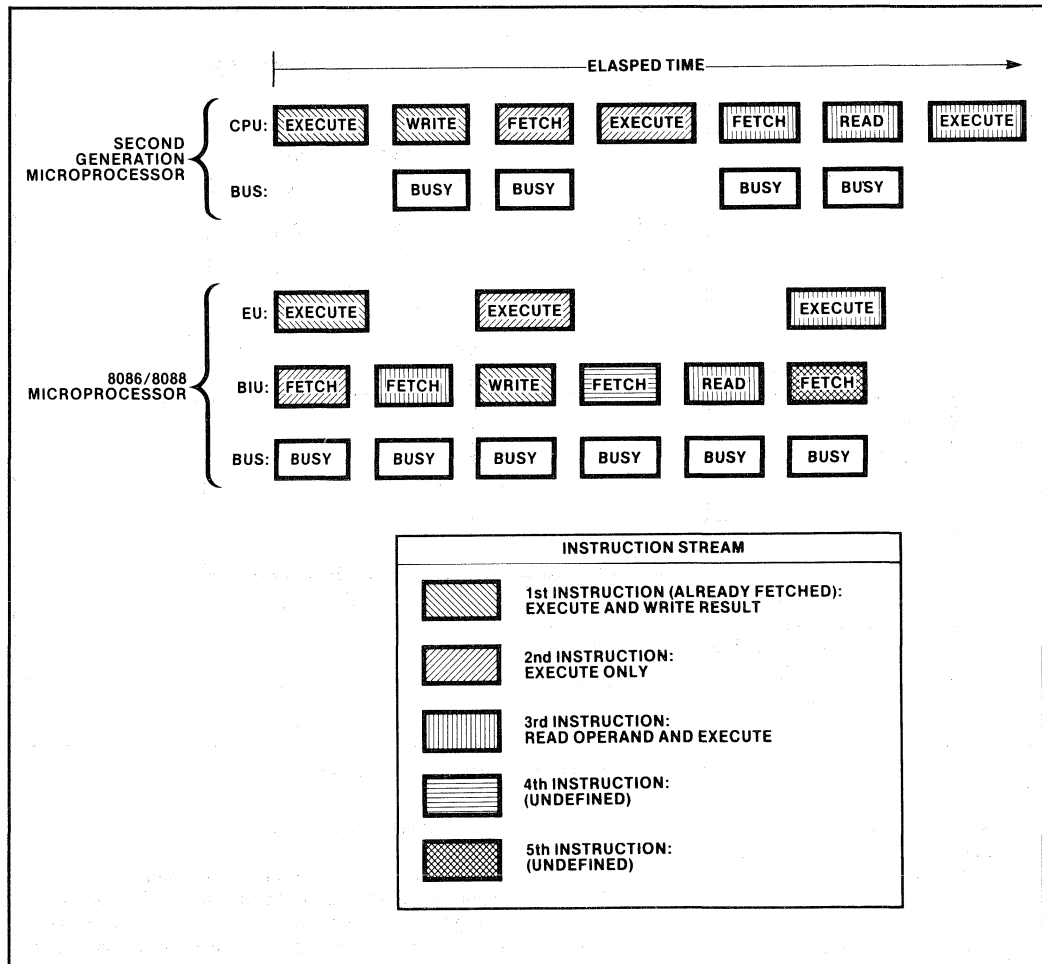 ELASPED TIME
SECOND
GENERATION
MICROPROCESSOR
CPU: EXECUTE WRITE FETCH EXECUTE FETCH READ EXECUTE
BUS: BUSY BUSY BUSY BUSY
8086/8088
MICROPROCESSOR
EU: EXECUTE EXECUTE EXECUTE
BIU: FETCH FETCH WRITE FETCH READ FETCH
BUS: BUSY BUSY BUSY BUSY BUSY BUSY
INSTRUCTION STREAM
1st INSTRUCTION (ALREADY FETCHED):
EXECUTE AND WRITE RESULT
2nd INSTRUCTION:
EXECUTE ONLY
3rd INSTRUCTION:
READ OPERAND AND EXECUTE
4th INSTRUCTION:
(UNDEFINED)
5th INSTRUCTION:
(UNDEFINED)